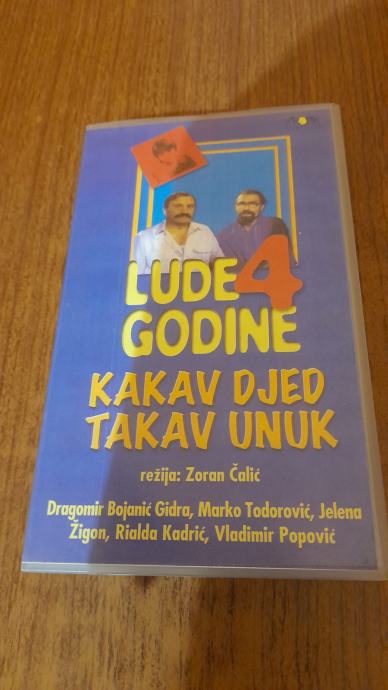 LUDE 4
GODINE
KAKAV DJED
TAKAV UNUK
režija: Zoran Čalić
Dragomir Bojanić Gidra, Marko Todorović, Jelena
Žigon, Rialda Kadrić, Vladimir Popović